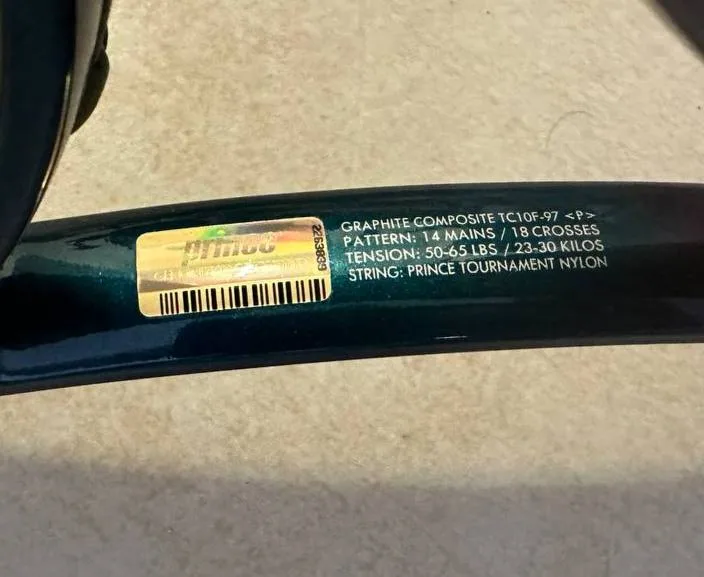 prince
22630339
GRAPHITE COMPOSITE TC10F-97 <P>
PATTERN: 14 MAINS / 18 CROSSES
TENSION: 50-65 LBS / 23-30 KILOS
STRING: PRINCE TOURNAMENT NYLON